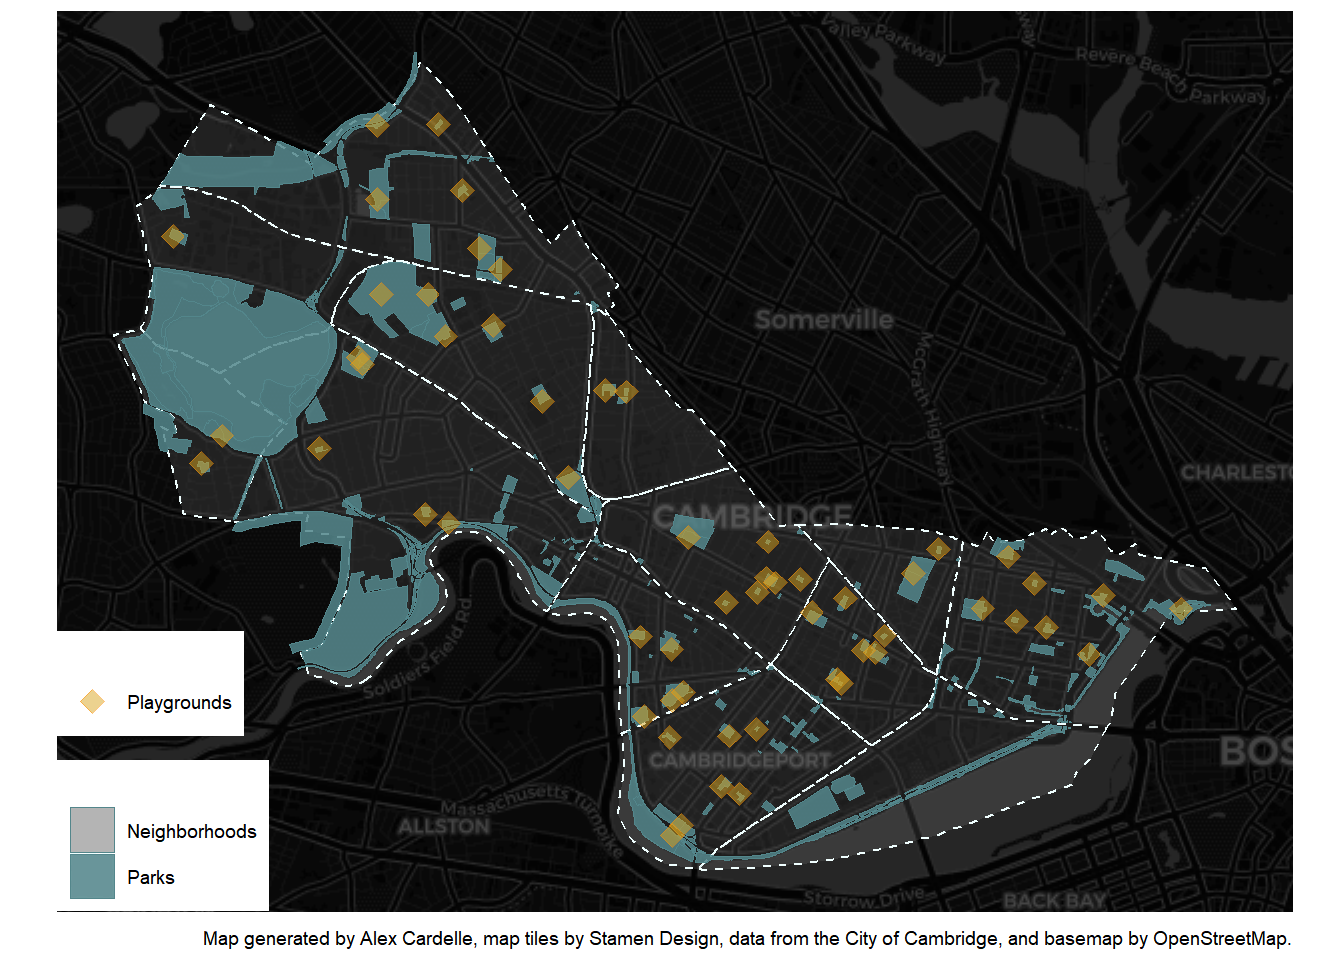 Valley Parkway
Revere Beach Parkway
Somerville
McGrath Highway
CHARLEST
CAMBRIDGE
Soldiers Field Rd
Playgrounds
CAMBRIDGEPORT
BOS
Massachusetts Turnpike
ALLSTON
Neighborhoods
Parks
Storrow Drive
BACK BAY
Map generated by Alex Cardelle, map tiles by Stamen Design, data from the City of Cambridge, and basemap by OpenStreetMap.